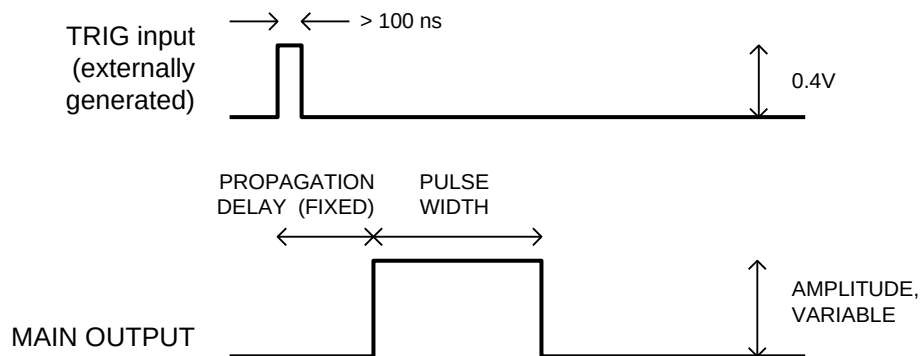 > 100 ns
TRIG input
(externally
generated)
0.4V
PROPAGATION
DELAY (FIXED)
PULSE
WIDTH
AMPLITUDE,
VARIABLE
MAIN OUTPUT